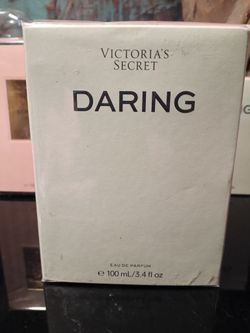 VICTORIA'S
SECRET
DARING
EAU DE PARFUM
℮ 100 mL/3.4 fl oz